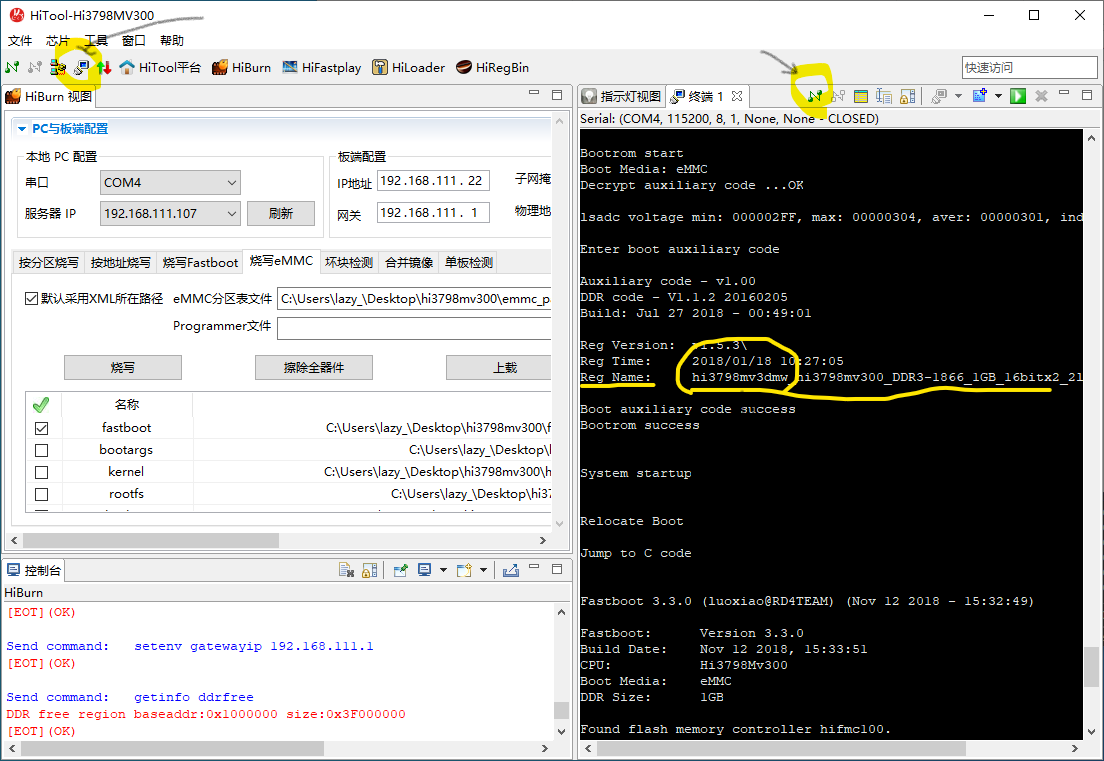 HiTool-Hi3798MV300
文件 芯片 工具 窗口 帮助
HiTool平台 HiBurn HiFastplay HiLoader HiRegBin
快速访问
HiBurn 视图
PC与板端配置
本地 PC 配置
串口 COM4
服务器 IP 192.168.111.107 刷新
板端配置
IP地址 192.168.111. 22 子网掩
网关 192.168.111. 1 物理地
按分区烧写 按地址烧写 烧写Fastboot 烧写eMMC 坏块检测 合并镜像 单板检测
默认采用XML所在路径 eMMC分区表文件 C:\Users\lazy_\Desktop\hi3798mv300\emmc_pa
Programmer文件
烧写 擦除全器件 上载
名称
fastboot C:\Users\lazy_\Desktop\hi3798mv300\f
bootargs C:\Users\lazy_\Desktop\hi3798mv
kernel C:\Users\lazy_\Desktop\hi3798mv300\h
rootfs C:\Users\lazy_\Desktop\hi37
控制台
HiBurn
[EOT](OK)
Send command: setenv gatewayip 192.168.111.1
[EOT](OK)
Send command: getinfo ddrfree
DDR free region baseaddr:0x1000000 size:0x3F000000
[EOT](OK)
指示灯视图 终端 1
Serial: (COM4, 115200, 8, 1, None, None - CLOSED)
Bootrom start
Boot Media: eMMC
Decrypt auxiliary code ...OK
lsadc voltage min: 000002FF, max: 00000304, aver: 00000301, ind
Enter boot auxiliary code
Auxiliary code - v1.00
DDR code - V1.1.2 20160205
Build: Jul 27 2018 - 00:49:01
Reg Version: v1.5.3\
Reg Time: 2018/01/18 10:27:05
Reg Name: hi3798mv3dmw_hi3798mv300_DDR3-1866_1GB_16bitx2_2l
Boot auxiliary code success
Bootrom success
System startup
Relocate Boot
Jump to C code
Fastboot 3.3.0 (luoxiao@RD4TEAM) (Nov 12 2018 - 15:32:49)
Fastboot: Version 3.3.0
Build Date: Nov 12 2018, 15:33:51
CPU: Hi3798Mv300
Boot Media: eMMC
DDR Size: 1GB
Found flash memory controller hifmc100.